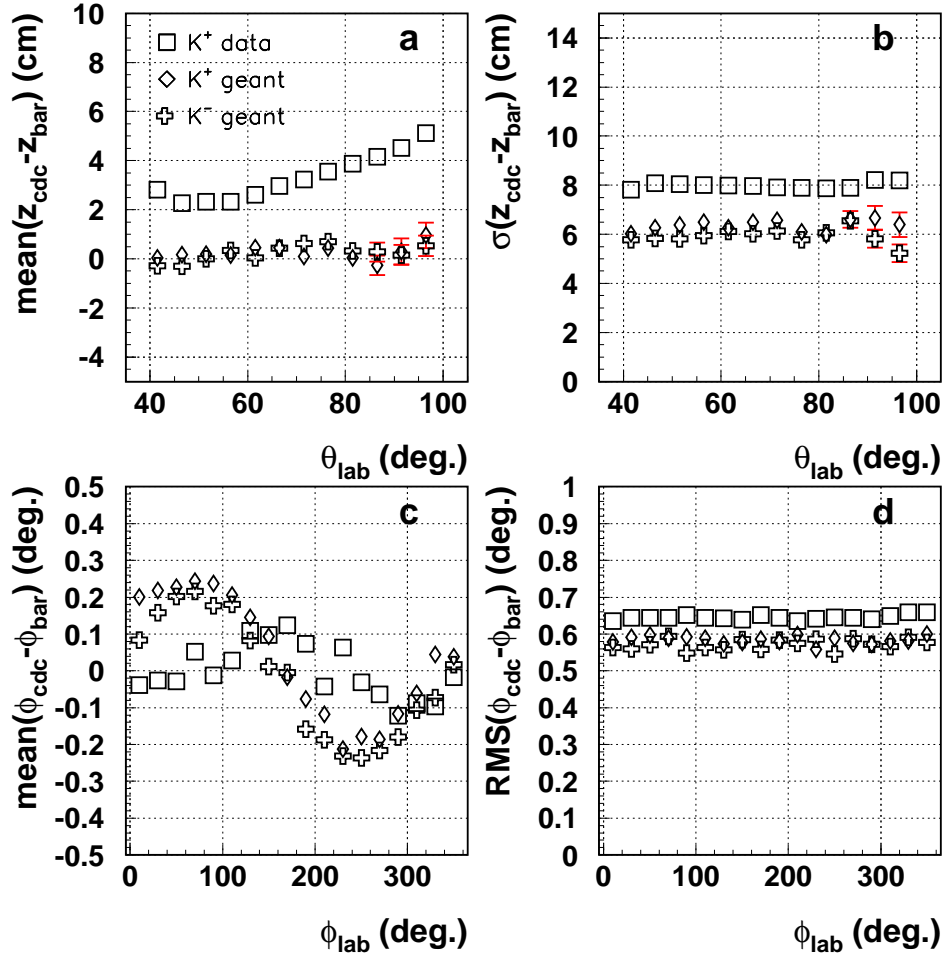 a
K⁺ data
K⁺ geant
K⁻ geant
mean(z_cdc-z_bar) (cm)
10
8
6
4
2
0
-2
-4
40 60 80 100
θ_lab (deg.)
b
σ(z_cdc-z_bar) (cm)
14
12
10
8
6
4
2
0
40 60 80 100
θ_lab (deg.)
c
mean(ϕ_cdc-ϕ_bar) (deg.)
0.5
0.4
0.3
0.2
0.1
0
-0.1
-0.2
-0.3
-0.4
-0.5
0 100 200 300
ϕ_lab (deg.)
d
RMS(ϕ_cdc-ϕ_bar) (deg.)
1
0.9
0.8
0.7
0.6
0.5
0.4
0.3
0.2
0.1
0
0 100 200 300
ϕ_lab (deg.)